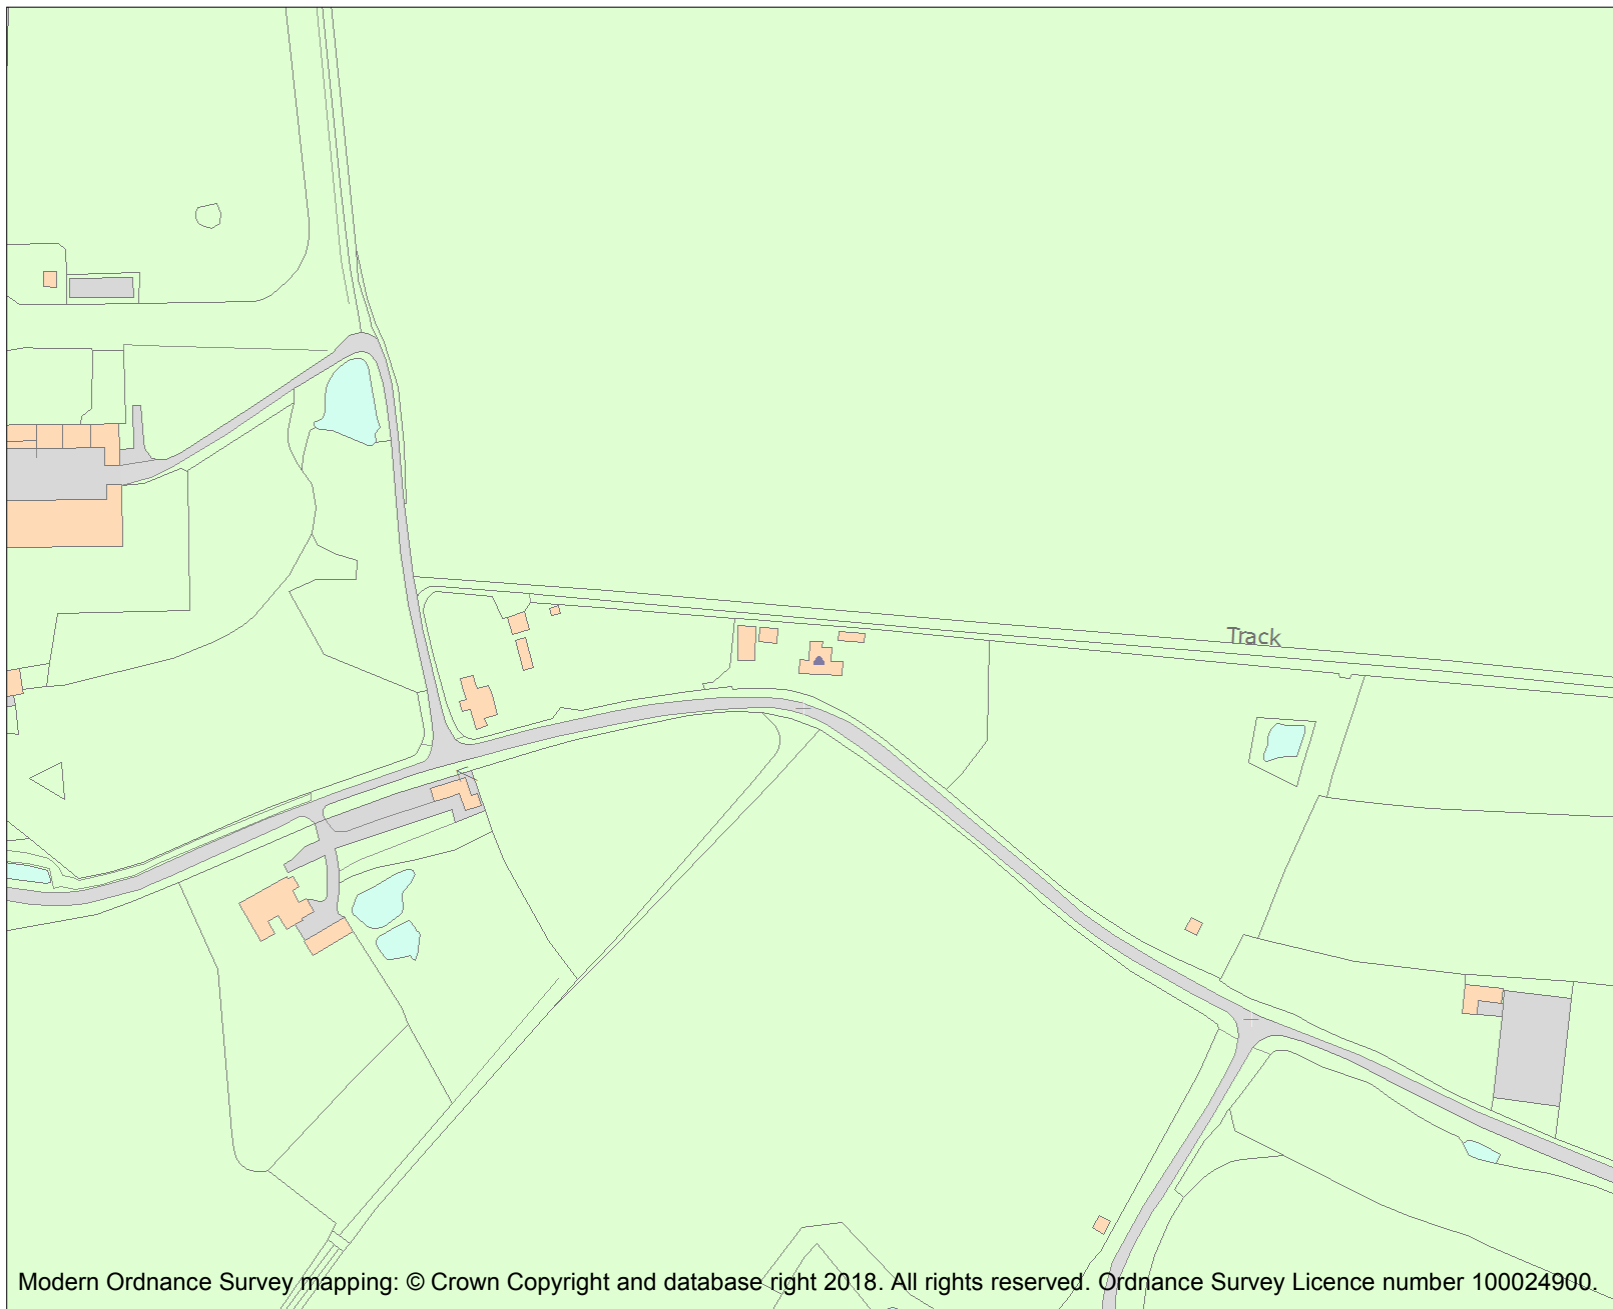 Track
Modern Ordnance Survey mapping: © Crown Copyright and database right 2018. All rights reserved. Ordnance Survey Licence number 100024900.